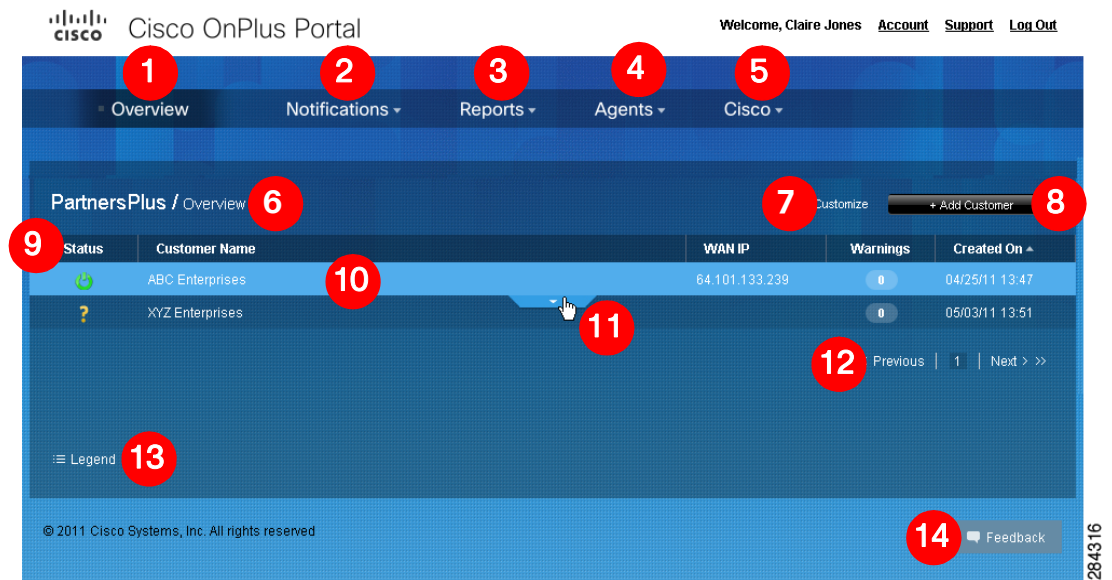 CISCO Cisco OnPlus Portal Welcome, Claire Jones Account Support Log Out
1 2 3 4 5
Overview Notifications Reports Agents Cisco
PartnersPlus / Overview 6 7 Customize + Add Customer 8
9 Status Customer Name WAN IP Warnings Created On
ABC Enterprises 10 64.101.133.239 0 04/25/11 13:47
? XYZ Enterprises 11 0 05/03/11 13:51
12 Previous | 1 | Next > >>
Legend 13
© 2011 Cisco Systems, Inc. All rights reserved 14 Feedback
284316